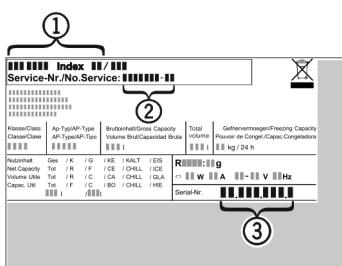 1
Index /
Service-Nr./No.Service: -
2
Klasse/Class Ap-Typ/AP-Type Bruttoinhalt/Gross Capacity Total Gefriervermoegen/Freezing Capacity
Classe/Clase AP-Type/AP-Tipo Volume Brut/Capacidad Bruta volume Pouvoir de Congel./Capac.Congeladora
l l kg / 24 h
Nutzinhalt Ges / K / G / KE / KALT / EIS
Net.Capacity Tot / R / F / CE / CHILL / ICE
Volume Utile Tot / R / C / CA / CHILL / GLA
Capac. Util Tot / F / C / BO / CHILL / HIE
l / l
R : g
W A - V Hz
Serial-Nr.
3